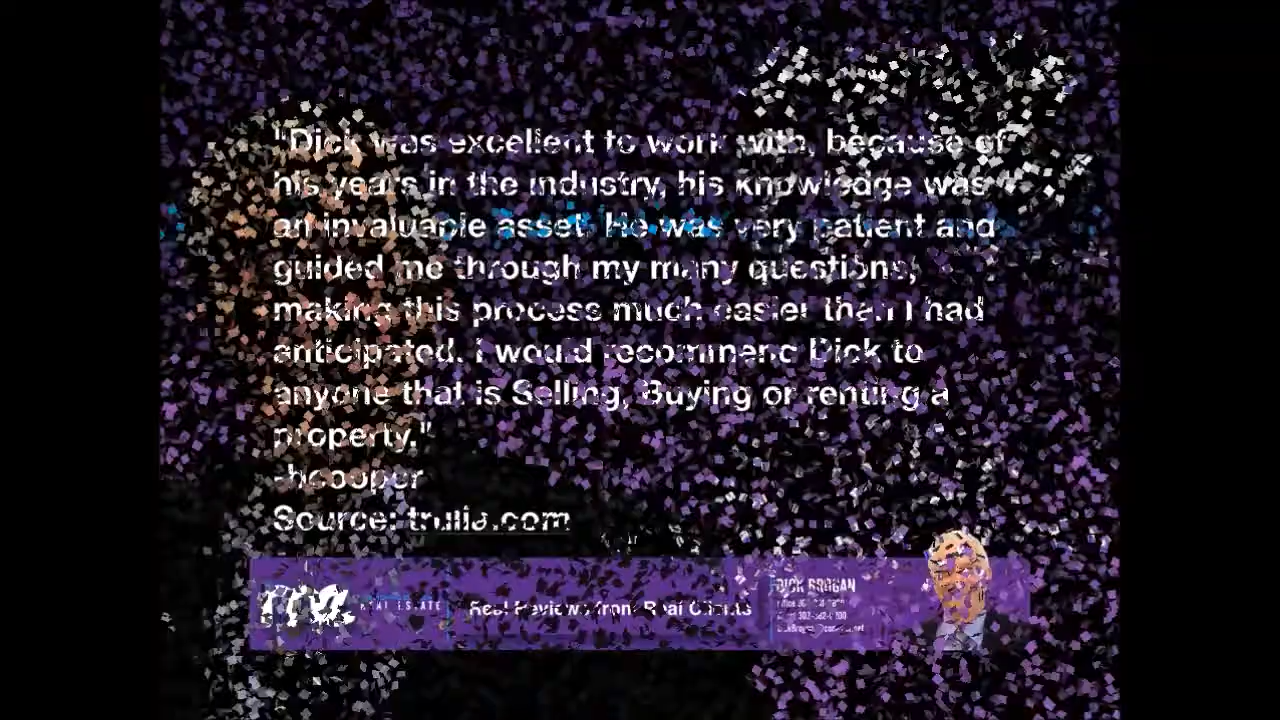 "Dick was excellent to work with, because of
his years in the industry, his knowledge was
an invaluable asset. He was very patient and
guided me through my many questions,
making this process much easier than I had
anticipated. I would recommend Dick to
anyone that is Selling, Buying or renting a
property."
-hcooper
Source: trulia.com
REAL ESTATE
Real Reviews from Real Clients
DICK BROGAN